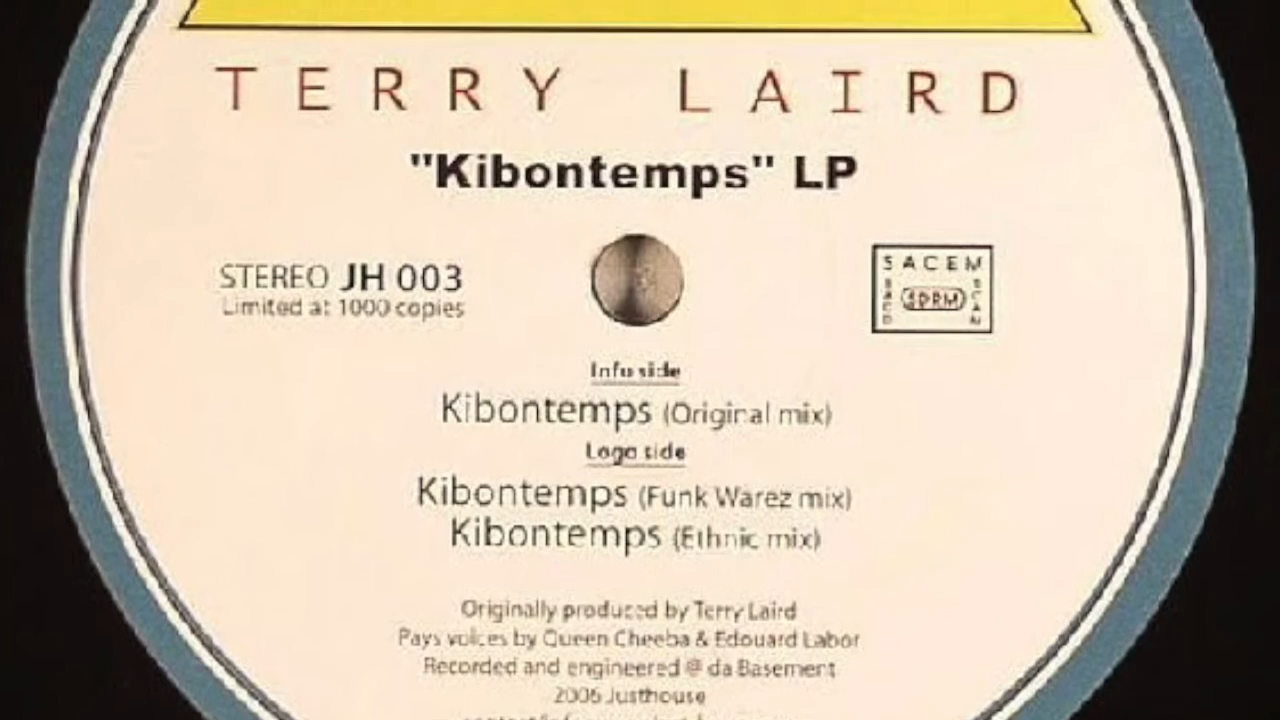 TERRY LAIRD
"Kibontemps" LP
STEREO JH 003
Limited at 1000 copies
SACEM
SACD
SDRM
SCAM
Info side
Kibontemps (Original mix)
Logo side
Kibontemps (Funk Warez mix)
Kibontemps (Ethnic mix)
Originally produced by Terry Laird
Pays voices by Queen Cheeba & Edouard Labor
Recorded and engineered @ da Basement
2006 Justhouse